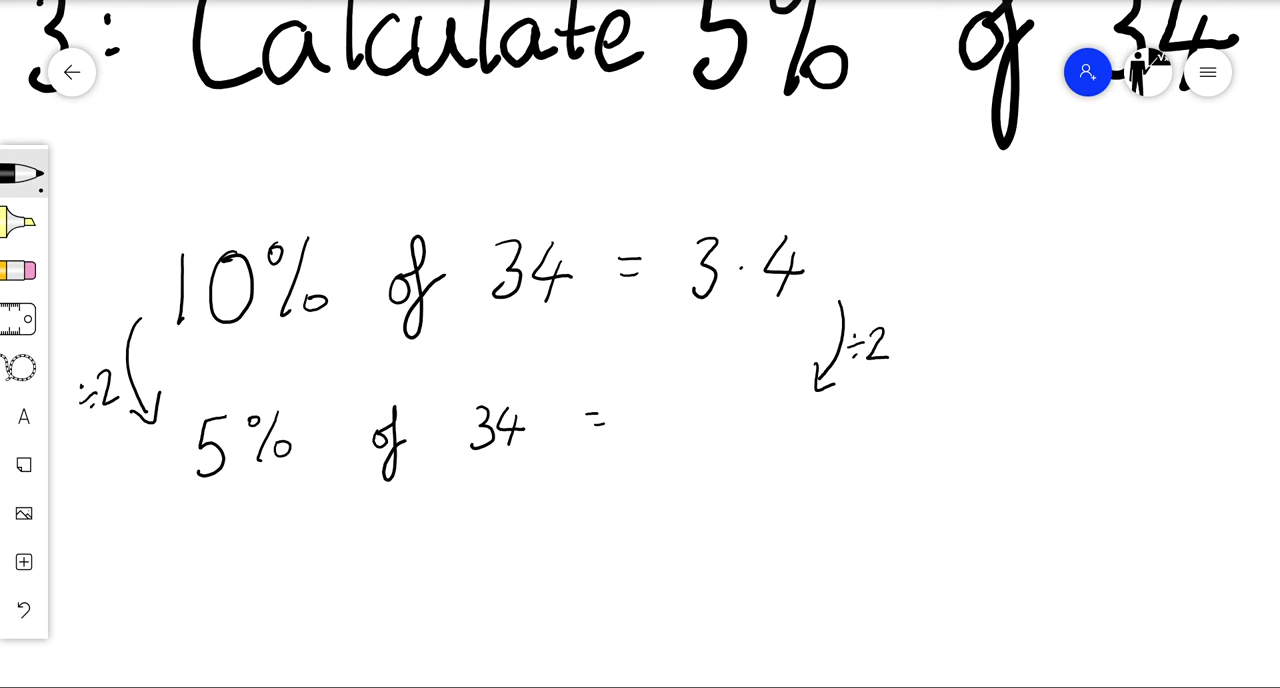 3: Calculate 5% of 34
10% of 34 = 3·4
÷2
÷2
5% of 34 =
A